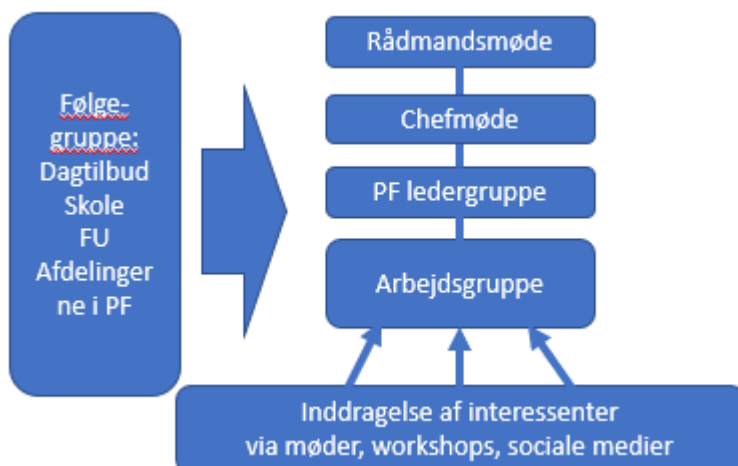 Følge-
gruppe:
Dagtilbud
Skole
FU
Afdelinger
ne i PF
Rådmandsmøde
Chefmøde
PF ledergruppe
Arbejdsgruppe
Inddragelse af interessenter
via møder, workshops, sociale medier